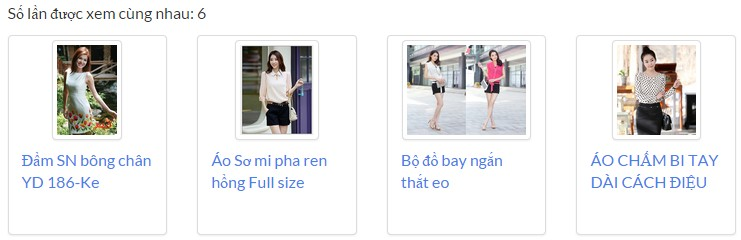 Số lần được xem cùng nhau: 6
Đầm SN bông chân
YD 186-Ke
Áo Sơ mi pha ren
hồng Full size
Bộ đồ bay ngắn
thắt eo
ÁO CHẤM BI TAY
DÀI CÁCH ĐIỆU